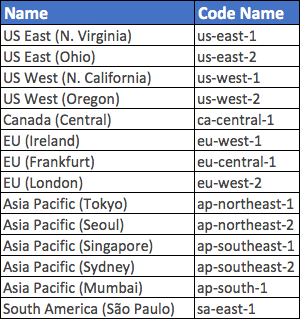 Name Code Name
US East (N. Virginia) us-east-1
US East (Ohio) us-east-2
US West (N. California) us-west-1
US West (Oregon) us-west-2
Canada (Central) ca-central-1
EU (Ireland) eu-west-1
EU (Frankfurt) eu-central-1
EU (London) eu-west-2
Asia Pacific (Tokyo) ap-northeast-1
Asia Pacific (Seoul) ap-northeast-2
Asia Pacific (Singapore) ap-southeast-1
Asia Pacific (Sydney) ap-southeast-2
Asia Pacific (Mumbai) ap-south-1
South America (São Paulo) sa-east-1